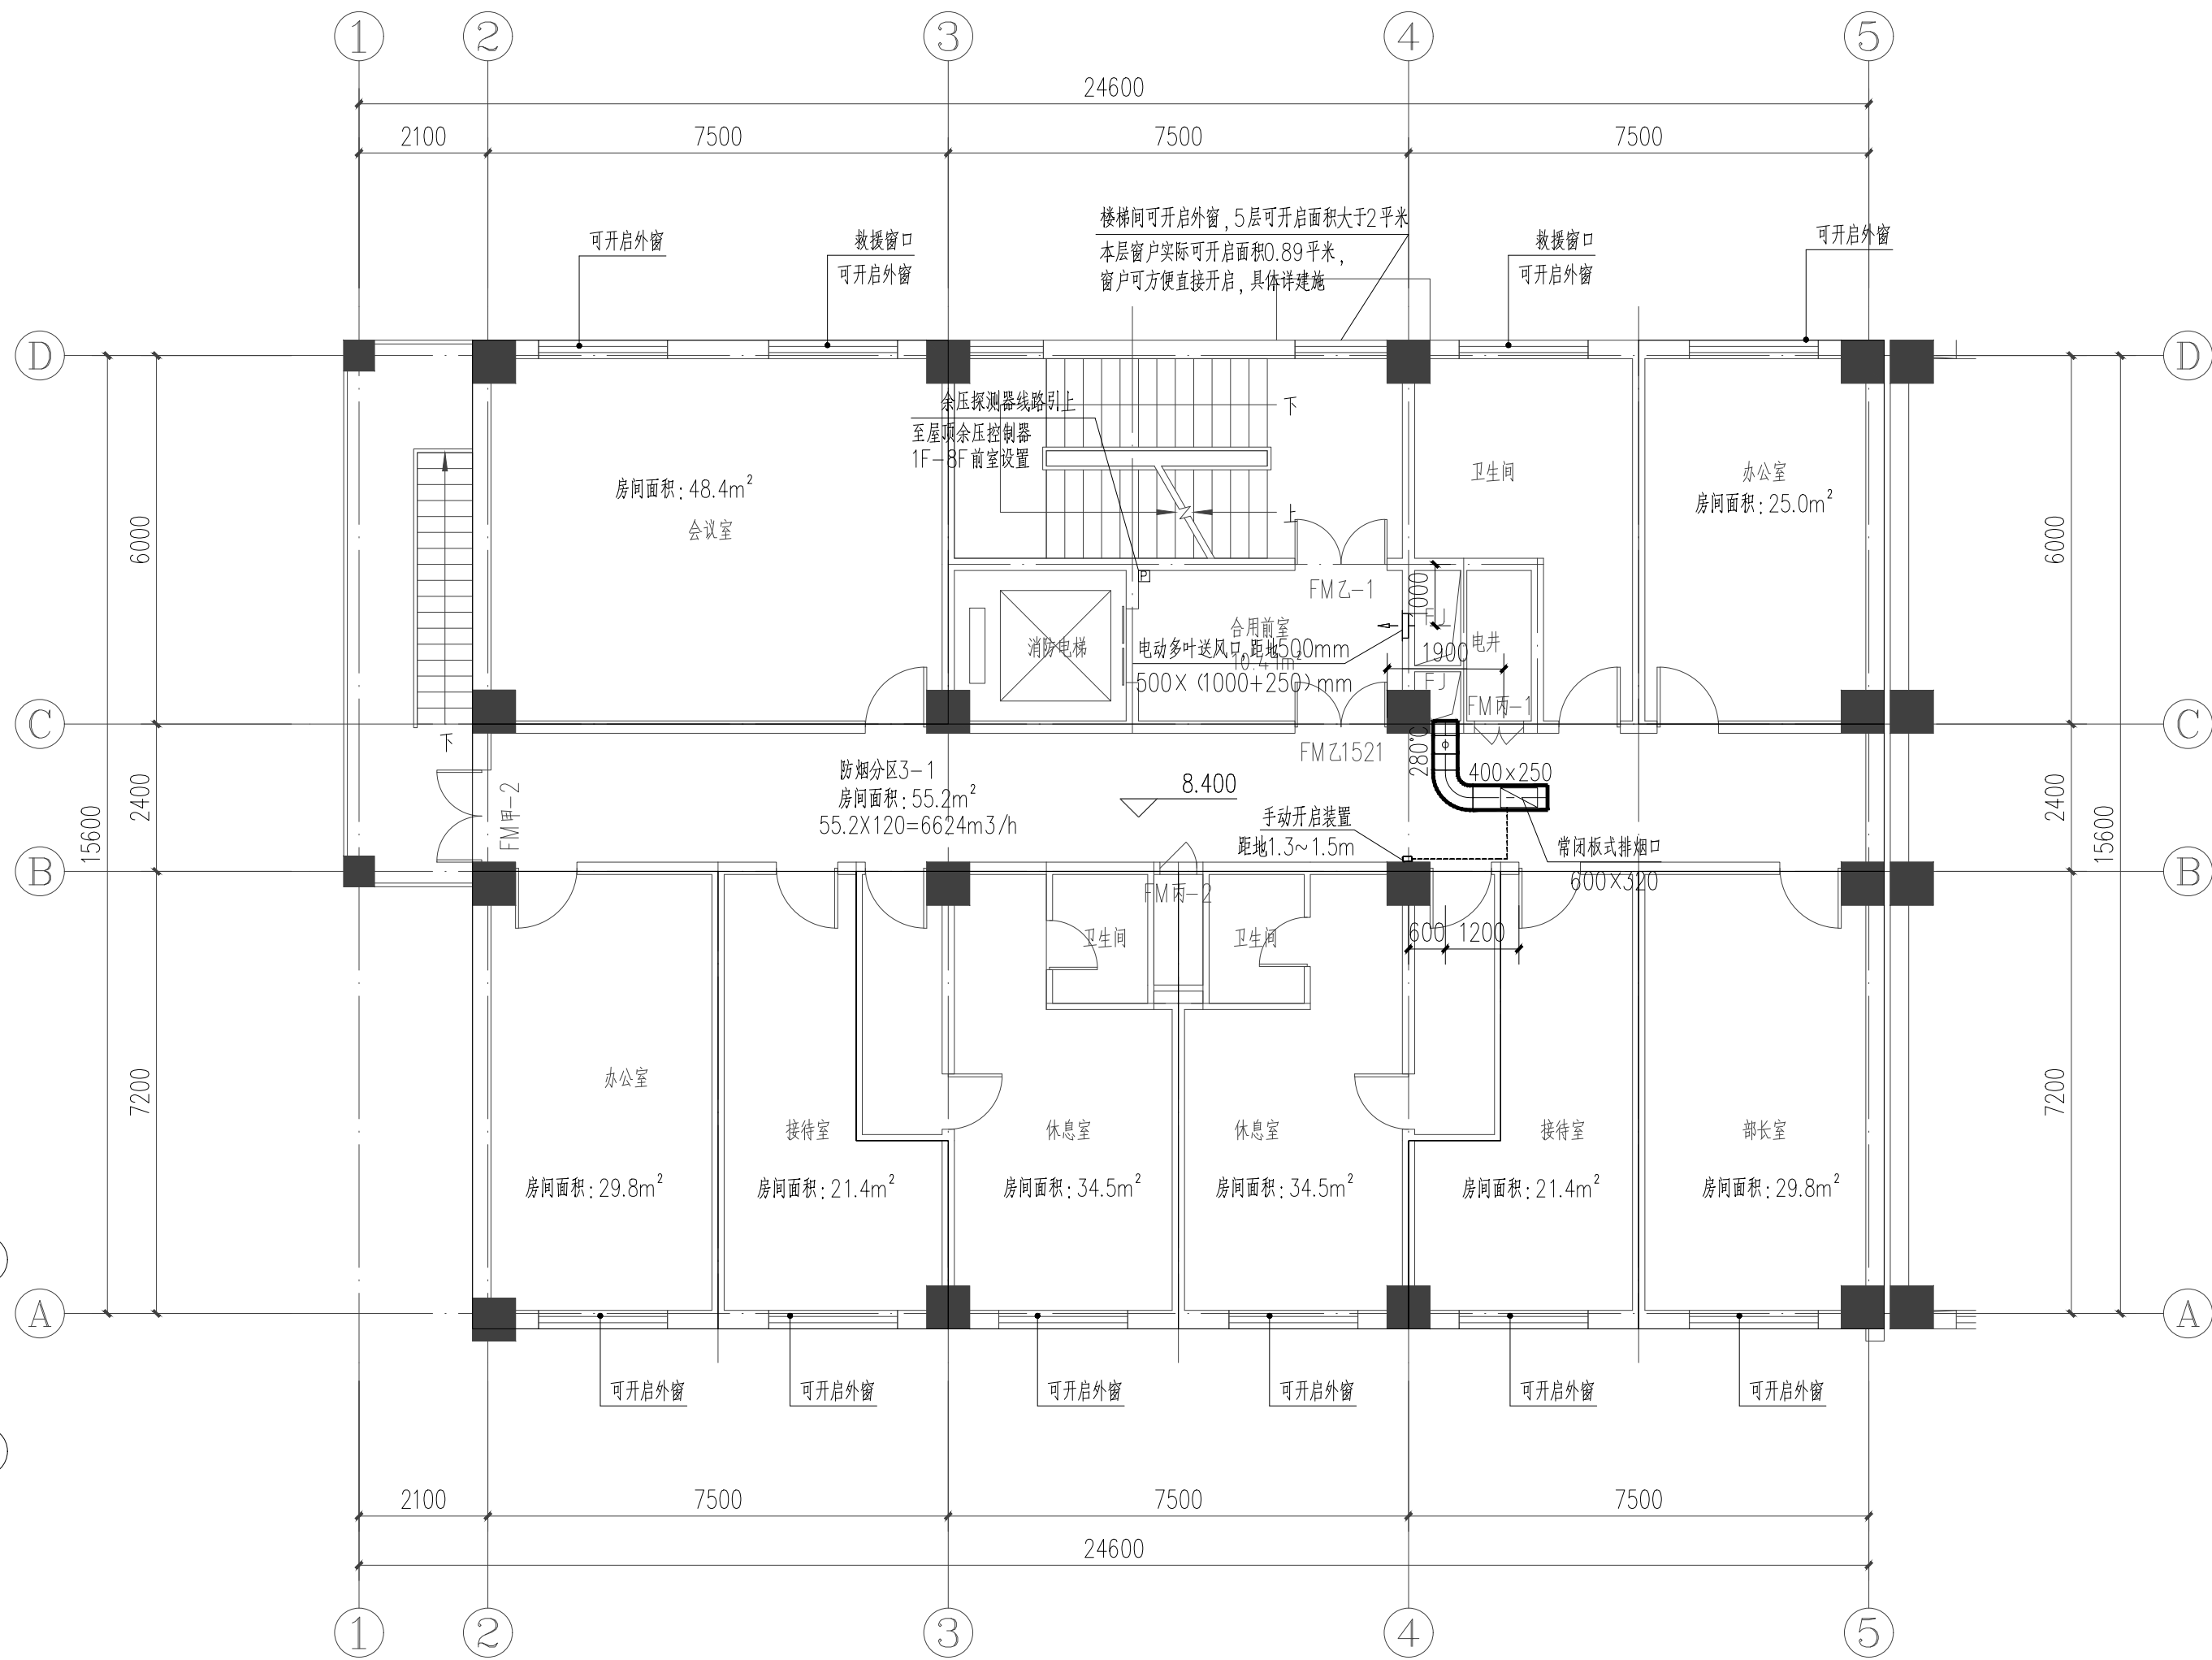 1
2
3
4
5
24600
2100
7500
7500
7500
楼梯间可开启外窗,5层可开启面积大于2平米
本层窗户实际可开启面积0.89平米,
窗户可方便直接开启,具体详建施
可开启外窗
救援窗口
可开启外窗
救援窗口
可开启外窗
可开启外窗
D
D
余压探测器线路引上
至屋顶余压控制器
1F-8F前室设置
下
上
房间面积:48.4m²
会议室
卫生间
办公室
房间面积:25.0m²
6000
6000
FM乙-1
1000
FJ
消防电梯
合用前室
10.41m²
电井
电动多叶送风口,距地500mm
500×(1000+250)mm
1900
FJ
FM丙-1
C
C
下
FM乙1521
280℃
400×250
防烟分区3-1
房间面积:55.2m²
55.2X120=6624m3/h
8.400
FM甲-2
手动开启装置
距地1.3~1.5m
常闭板式排烟口
600×320
2400
15600
2400
15600
B
B
FM丙-2
卫生间
卫生间
600
1200
7200
7200
办公室
接待室
休息室
休息室
接待室
部长室
房间面积:29.8m²
房间面积:21.4m²
房间面积:34.5m²
房间面积:34.5m²
房间面积:21.4m²
房间面积:29.8m²
A
A
可开启外窗
可开启外窗
可开启外窗
可开启外窗
可开启外窗
可开启外窗
2100
7500
7500
7500
24600
1
2
3
4
5